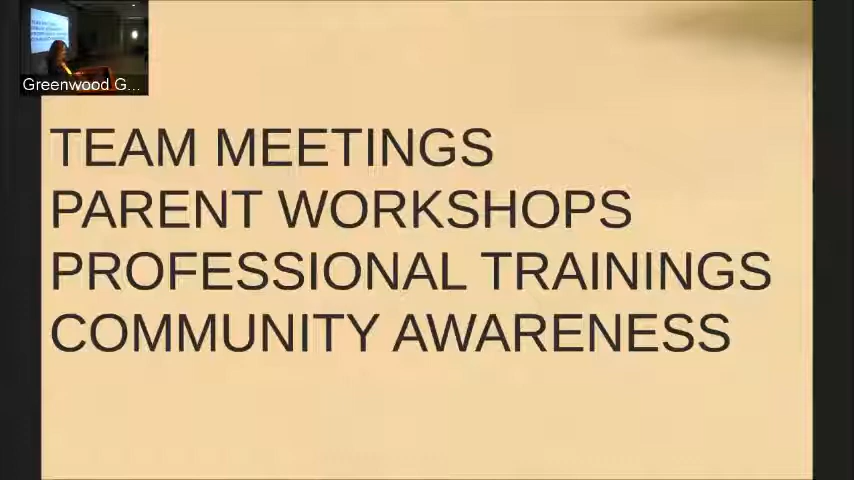 Greenwood G...
TEAM MEETINGS
PARENT WORKSHOPS
PROFESSIONAL TRAININGS
COMMUNITY AWARENESS